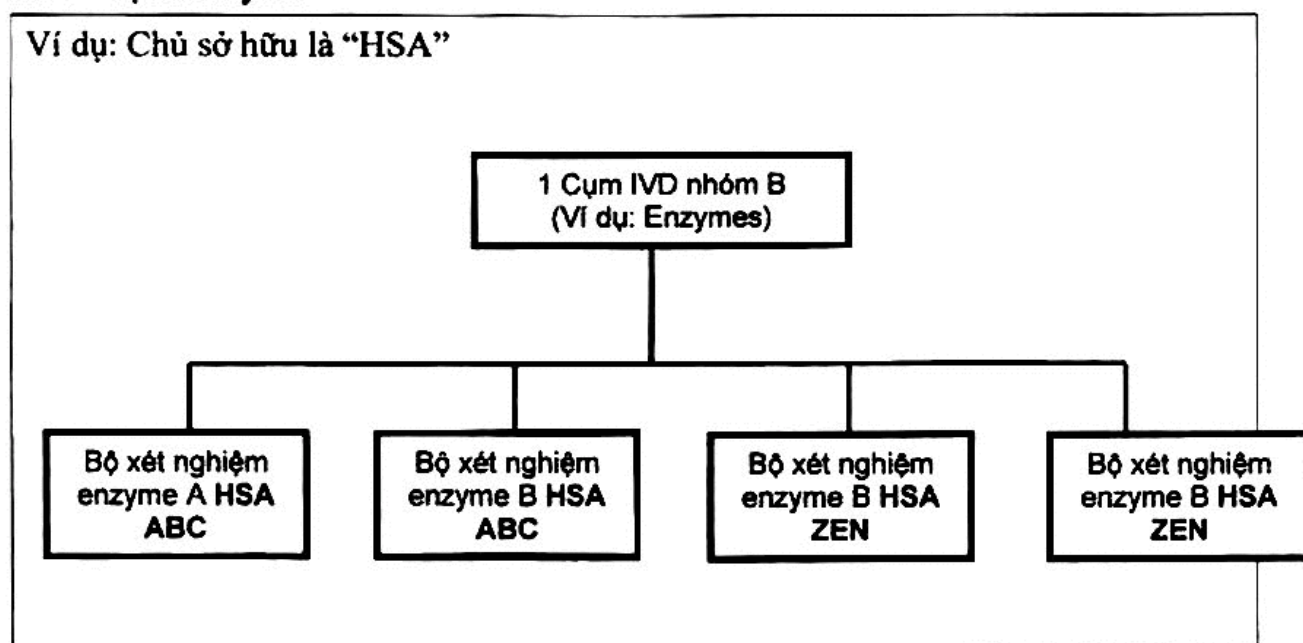 Ví dụ: Chủ sở hữu là “HSA”
1 Cụm IVD nhóm B
(Ví dụ: Enzymes)
Bộ xét nghiệm
enzyme A HSA
ABC
Bộ xét nghiệm
enzyme B HSA
ABC
Bộ xét nghiệm
enzyme B HSA
ZEN
Bộ xét nghiệm
enzyme B HSA
ZEN